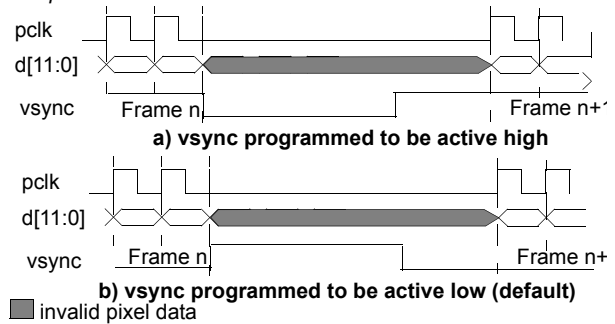 pclk
d[11:0]
vsync
Frame n
Frame n+1
a) vsync programmed to be active high
pclk
d[11:0]
vsync
Frame n
Frame n+
b) vsync programmed to be active low (default)
invalid pixel data